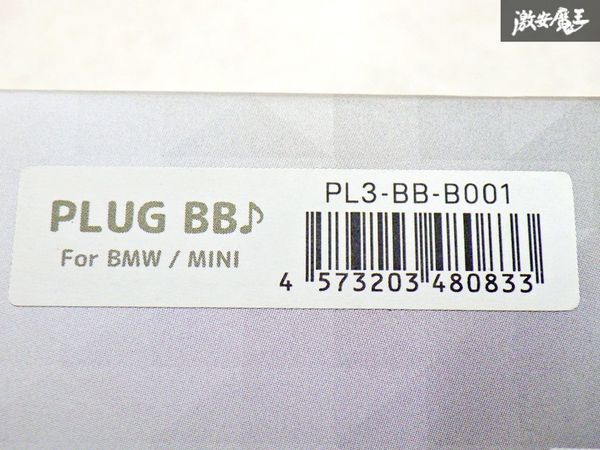 激安魔王
PLUG BB♪
For BMW / MINI
PL3-BB-B001
4 573203 480833